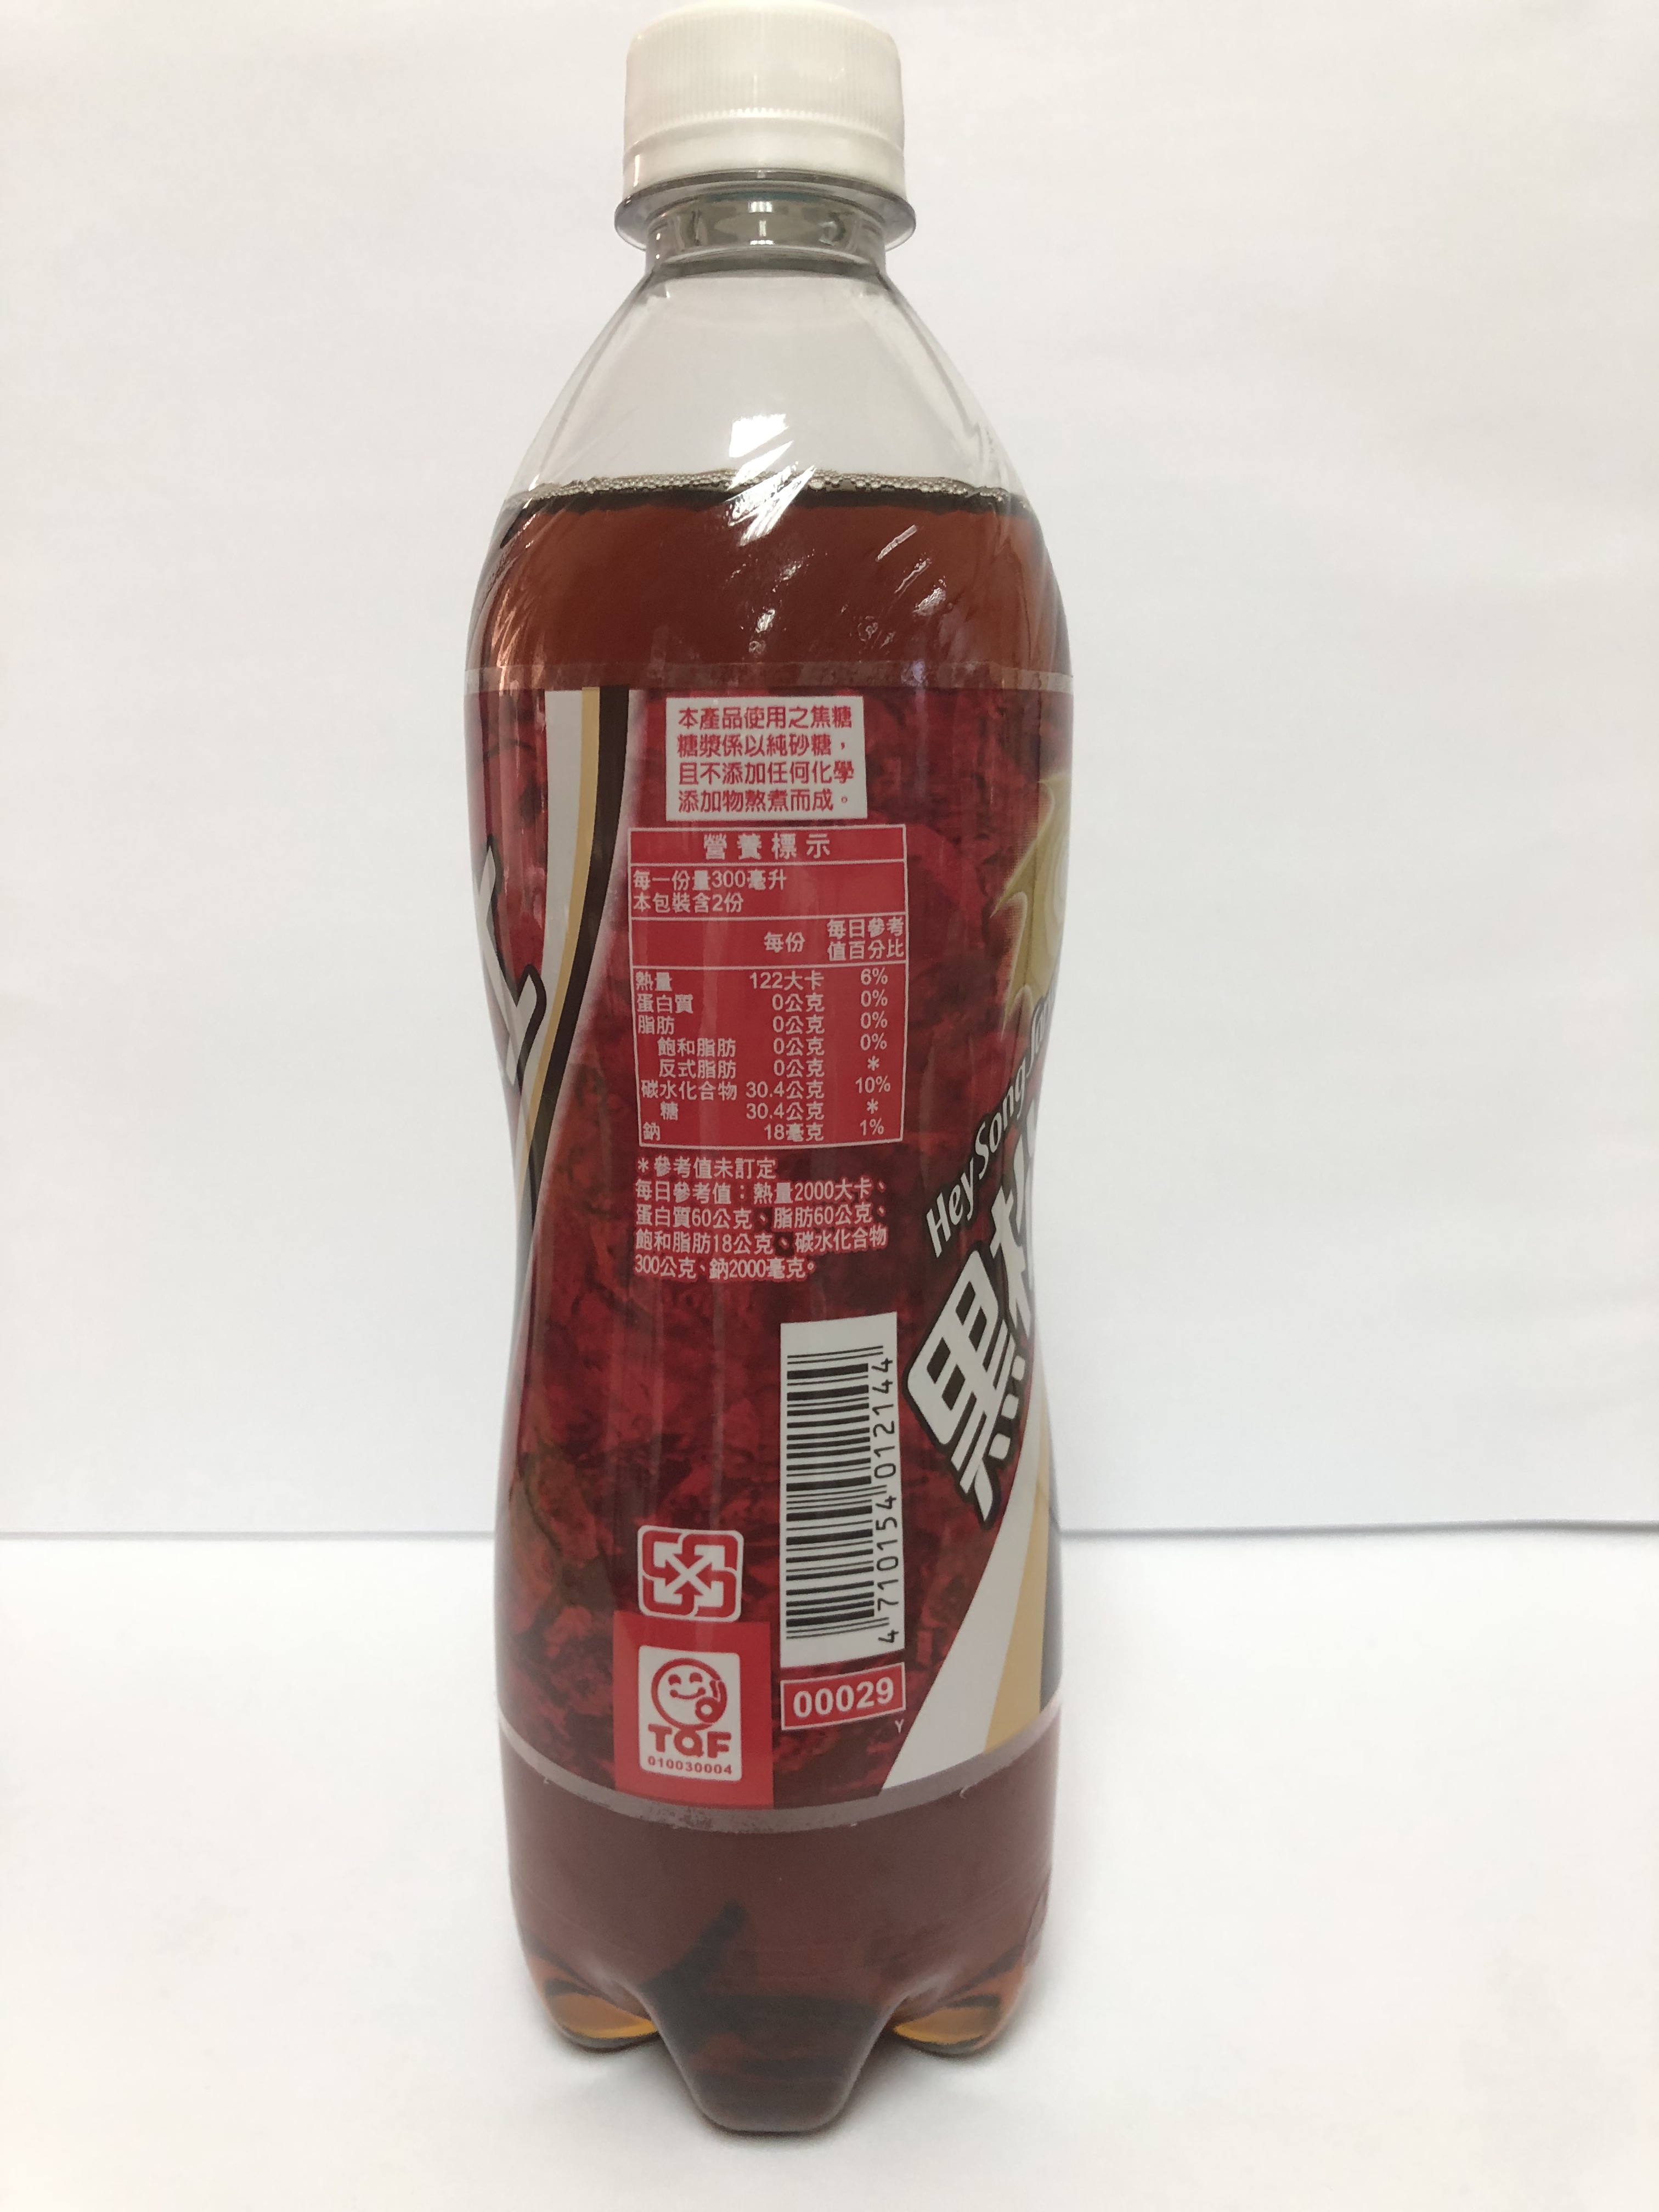 本產品使用之焦糖
糖漿係以純砂糖，
且不添加任何化學
添加物熬煮而成。
營養標示
每一份量300毫升
本包裝含2份
每份 每日參考值百分比
熱量 122大卡 6%
蛋白質 0公克 0%
脂肪 0公克 0%
飽和脂肪 0公克 0%
反式脂肪 0公克 *
碳水化合物 30.4公克 10%
糖 30.4公克 *
鈉 18毫克 1%
*參考值未訂定
每日參考值：熱量2000大卡、
蛋白質60公克、脂肪60公克、
飽和脂肪18公克、碳水化合物
300公克、鈉2000毫克。
Hey Song
黑
4 710154 012144
00029
Y
TQF
010030004